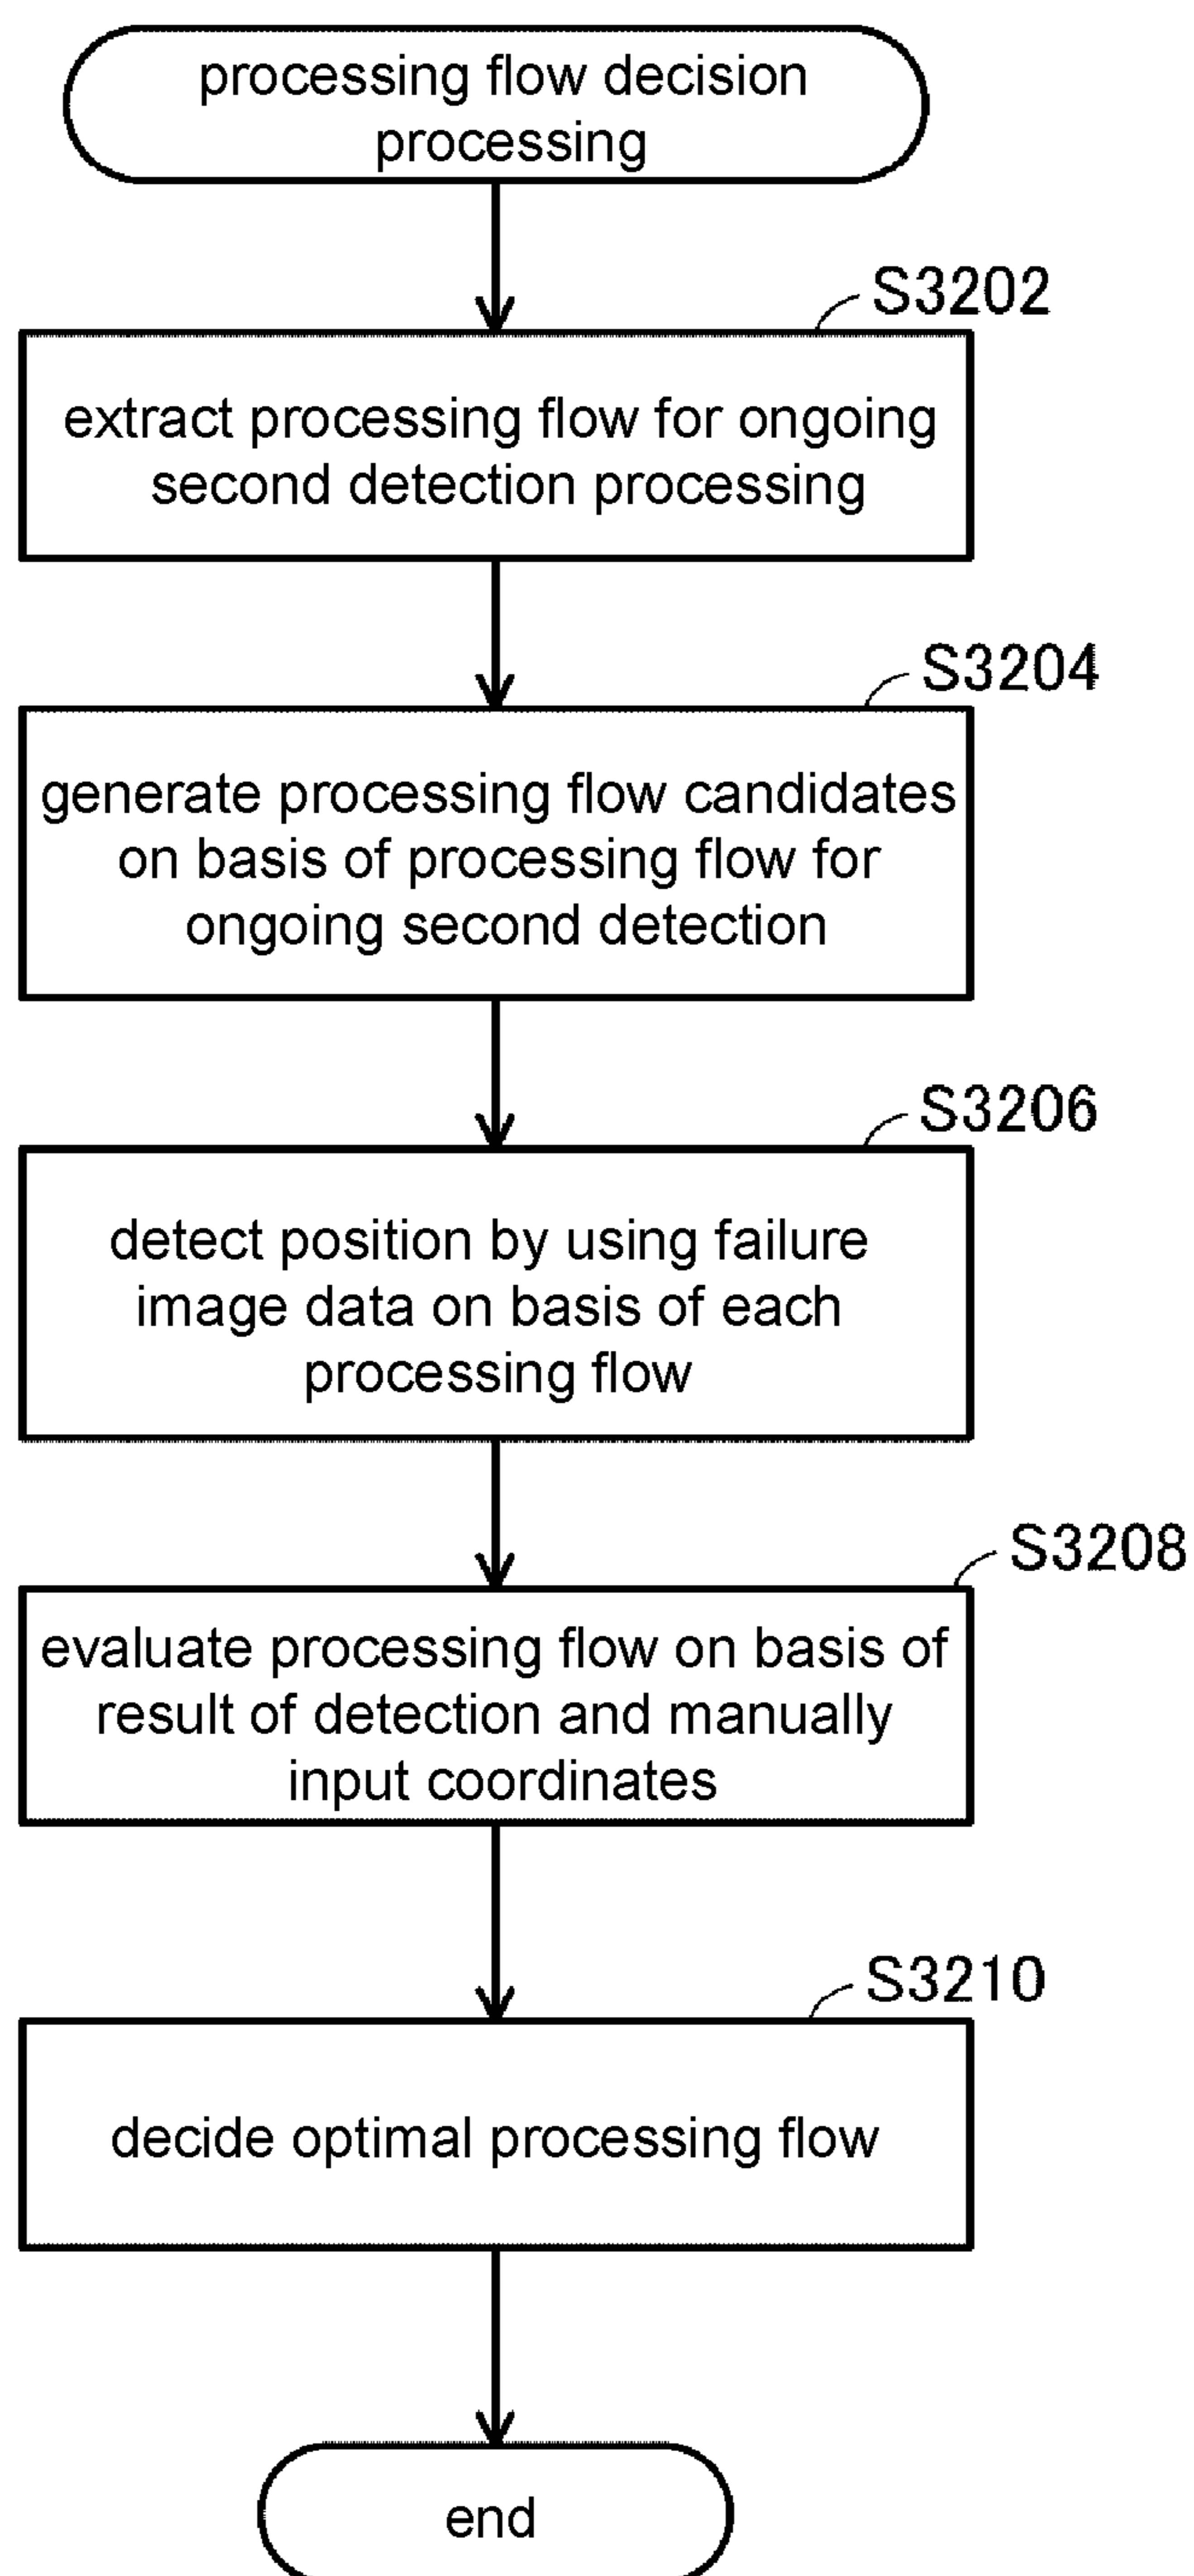 processing flow decision
processing
S3202
extract processing flow for ongoing
second detection processing
S3204
generate processing flow candidates
on basis of processing flow for
ongoing second detection
S3206
detect position by using failure
image data on basis of each
processing flow
S3208
evaluate processing flow on basis of
result of detection and manually
input coordinates
S3210
decide optimal processing flow
end